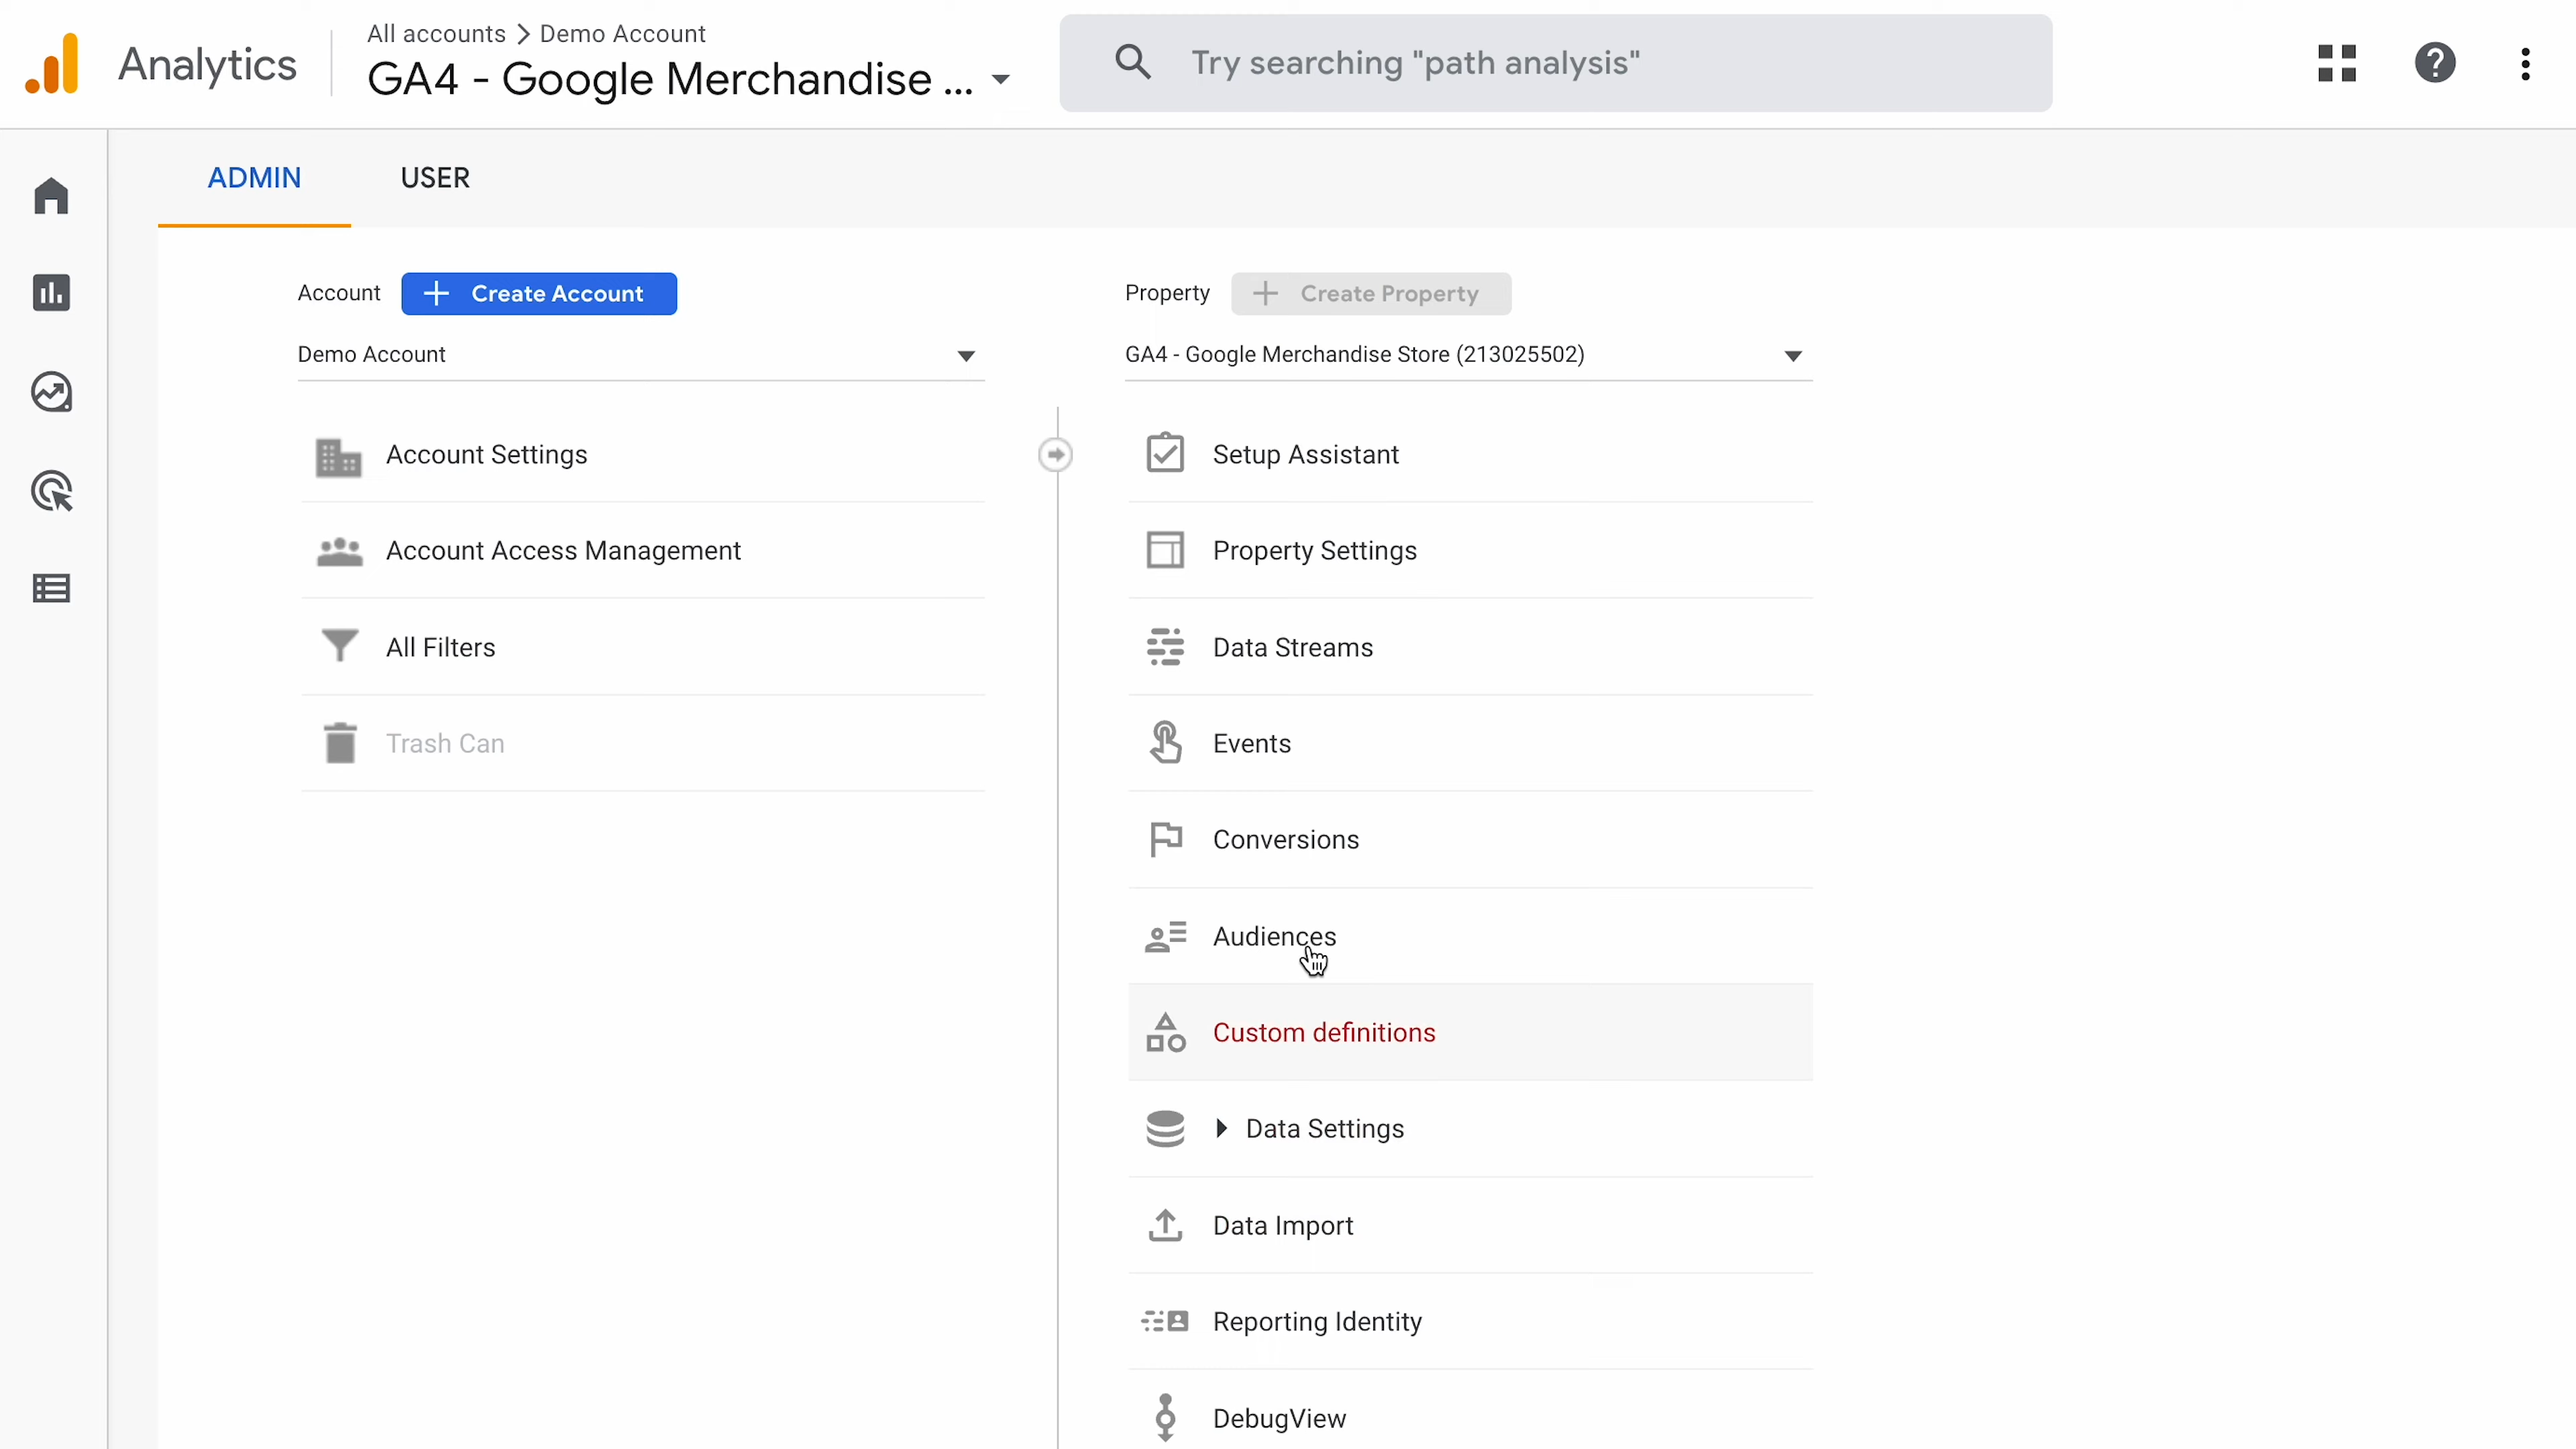 Analytics
All accounts > Demo Account
GA4 - Google Merchandise ...
Try searching "path analysis"
ADMIN
USER
Account
+ Create Account
Demo Account
Account Settings
Account Access Management
All Filters
Trash Can
Property
+ Create Property
GA4 - Google Merchandise Store (213025502)
Setup Assistant
Property Settings
Data Streams
Events
Conversions
Audiences
Custom definitions
Data Settings
Data Import
Reporting Identity
DebugView